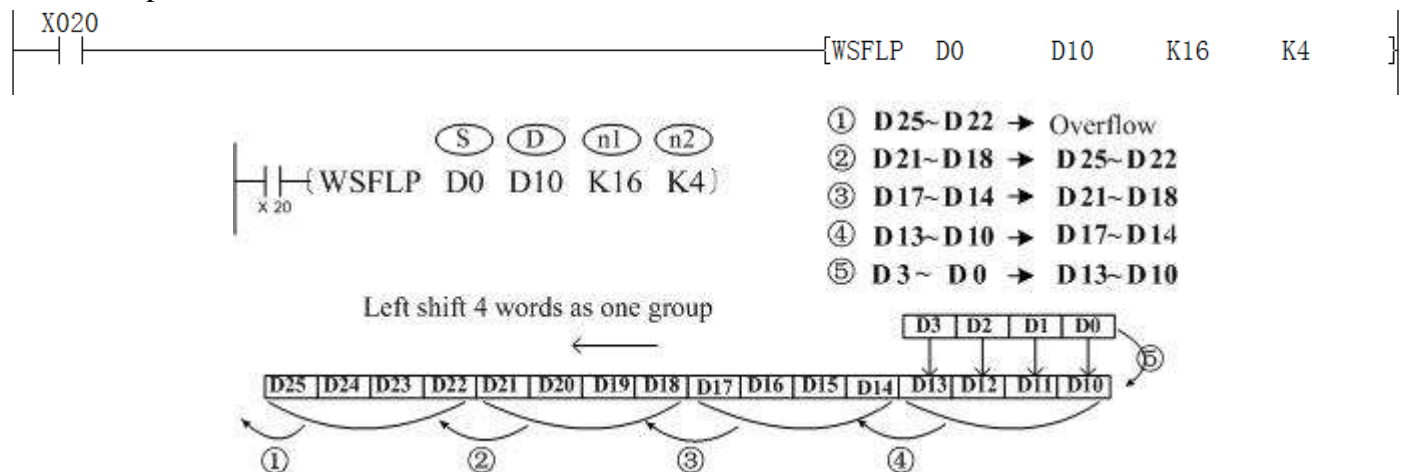 X020
[WSFLP D0 D10 K16 K4 ]
S D n1 n2
WSFLP D0 D10 K16 K4
X 20
① D25~D22 → Overflow
② D21~D18 → D25~D22
③ D17~D14 → D21~D18
④ D13~D10 → D17~D14
⑤ D3~ D0 → D13~D10
Left shift 4 words as one group
D3 D2 D1 D0
⑤
D25 D24 D23 D22 D21 D20 D19 D18 D17 D16 D15 D14 D13 D12 D11 D10
① ② ③ ④